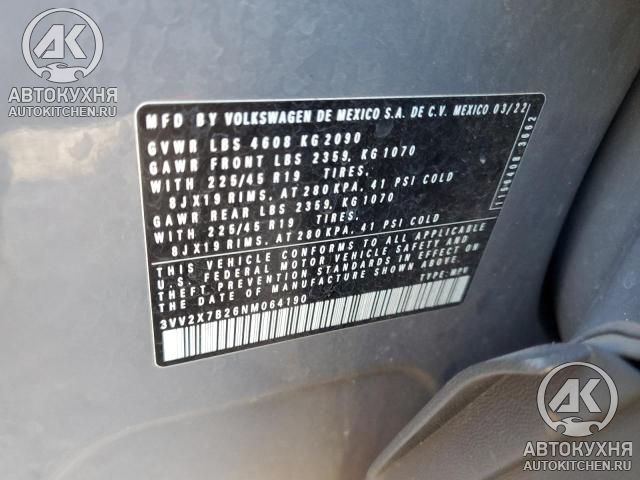 AK
АВТОКУХНЯ
AUTOKITCHEN.RU
MFD BY VOLKSWAGEN DE MEXICO S.A. DE C.V. MEXICO 03/22
GVWR LBS 4608 KG 2090
GAWR FRONT LBS 2359, KG 1070
WITH 225/45 R19 TIRES.
8JX19 RIMS, AT 280 KPA, 41 PSI COLD
GAWR REAR LBS 2359, KG 1070
WITH 225/45 R19 TIRES.
8JX19 RIMS, AT 280 KPA, 41 PSI COLD
THIS VEHICLE CONFORMS TO ALL APPLICABLE
U.S. FEDERAL MOTOR VEHICLE SAFETY AND
THEFT PREVENTION STANDARDS IN EFFECT ON
THE DATE OF MANUFACTURE SHOWN ABOVE.
3VV2X7B26NM064190 TYPE: MPV
AK
АВТОКУХНЯ
AUTOKITCHEN.RU